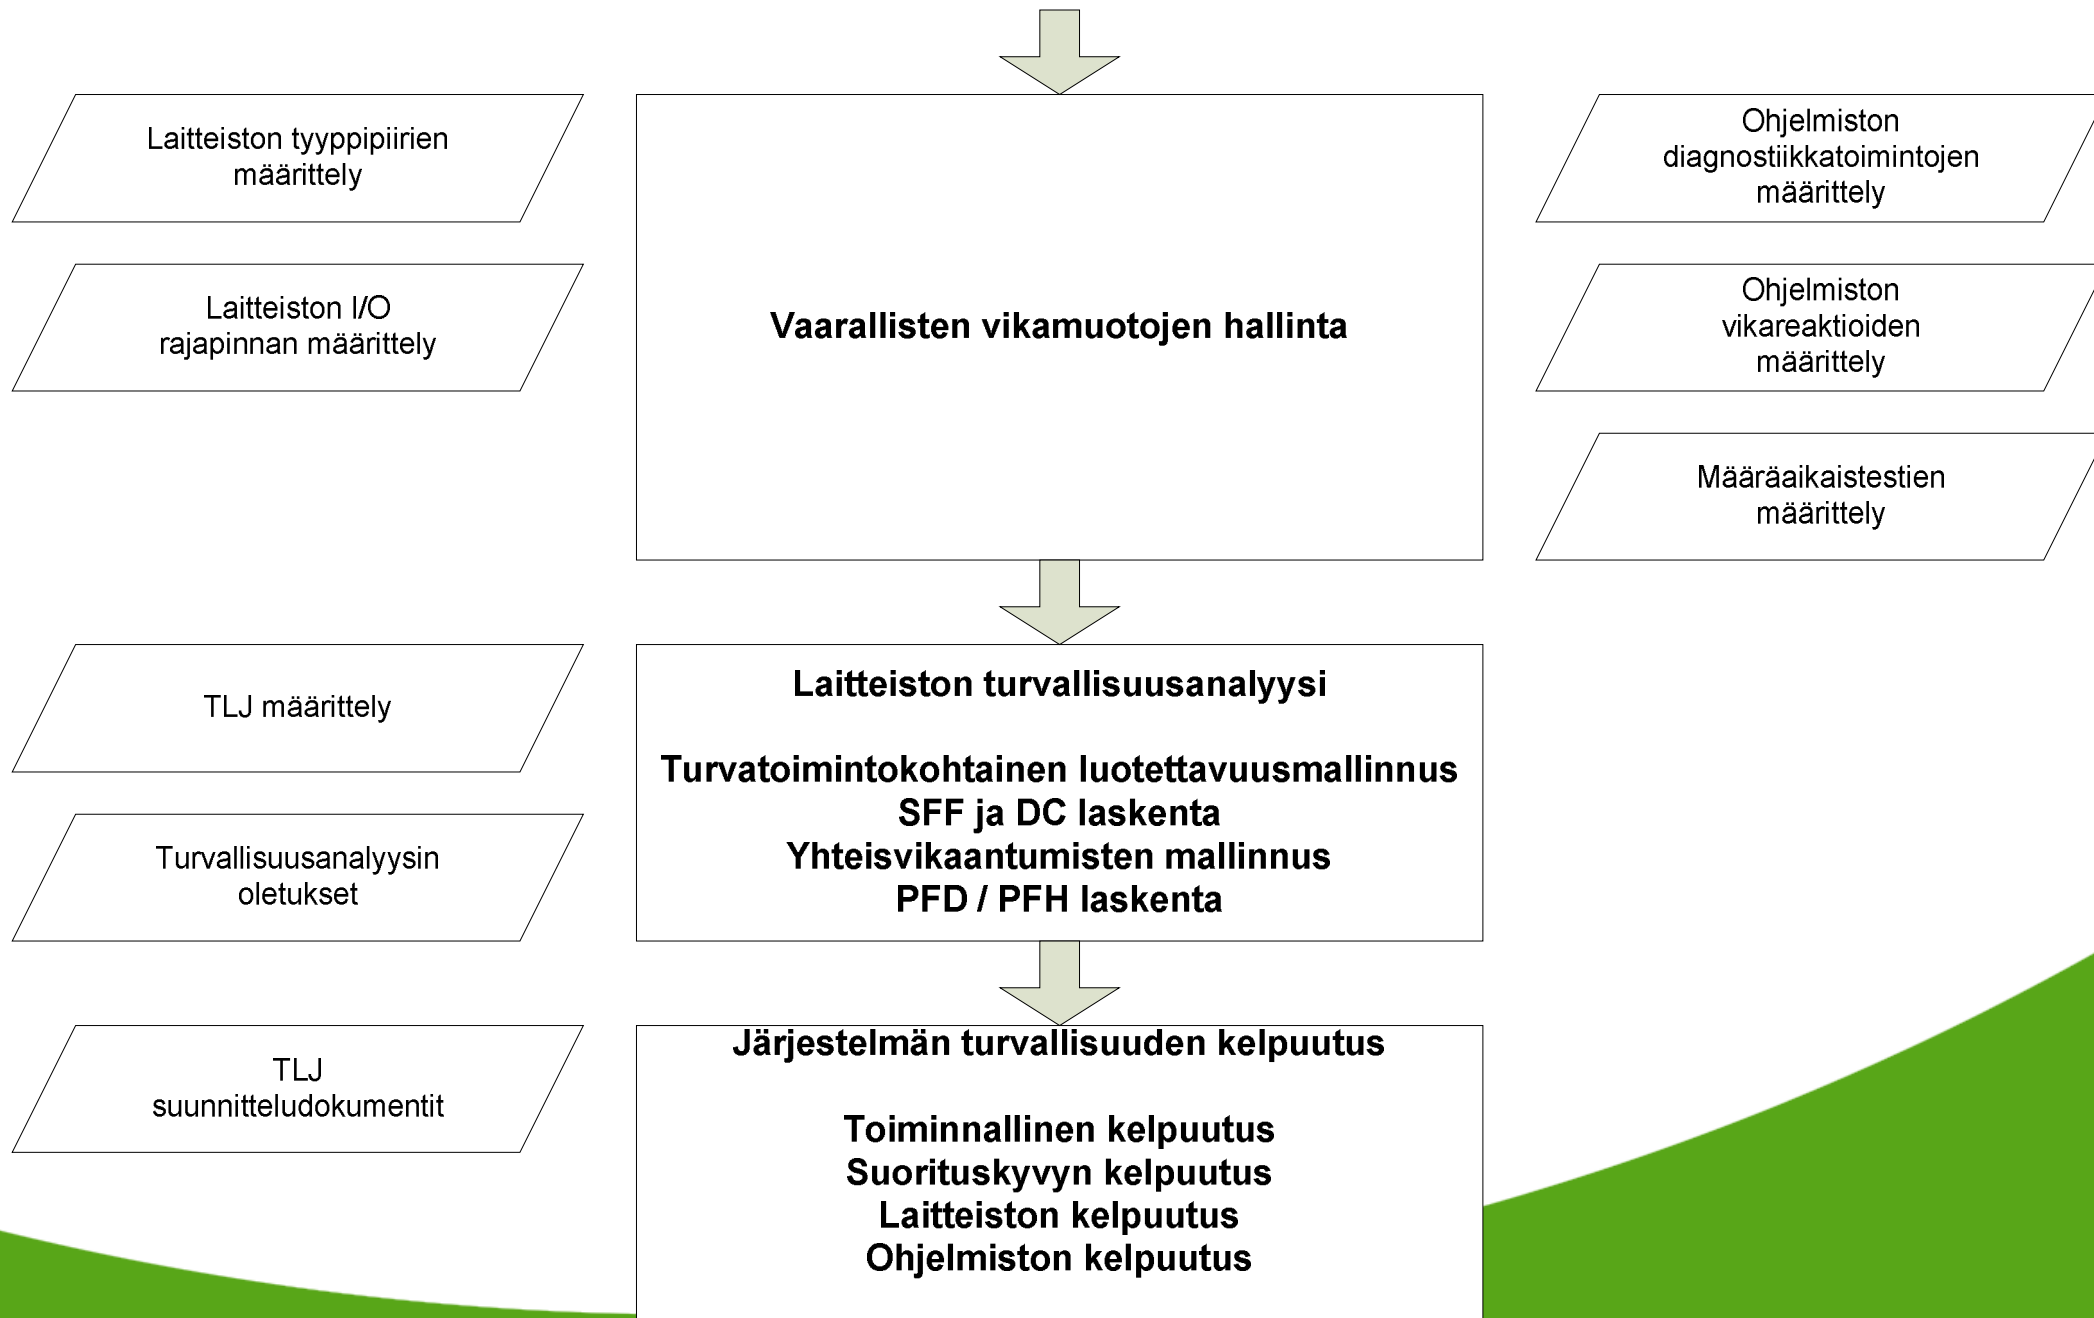 Laitteiston tyyppipiirien
määrittely
Laitteiston I/O
rajapinnan määrittely
Vaarallisten vikamuotojen hallinta
Ohjelmiston
diagnostiikkatoimintojen
määrittely
Ohjelmiston
vikareaktioiden
määrittely
Määräaikaistestien
määrittely
TLJ määrittely
Turvallisuusanalyysin
oletukset
Laitteiston turvallisuusanalyysi
Turvatoimintokohtainen luotettavuusmallinnus
SFF ja DC laskenta
Yhteisvikaantumisten mallinnus
PFD / PFH laskenta
TLJ
suunnitteludokumentit
Järjestelmän turvallisuuden kelpuutus
Toiminnallinen kelpuutus
Suorituskyvyn kelpuutus
Laitteiston kelpuutus
Ohjelmiston kelpuutus